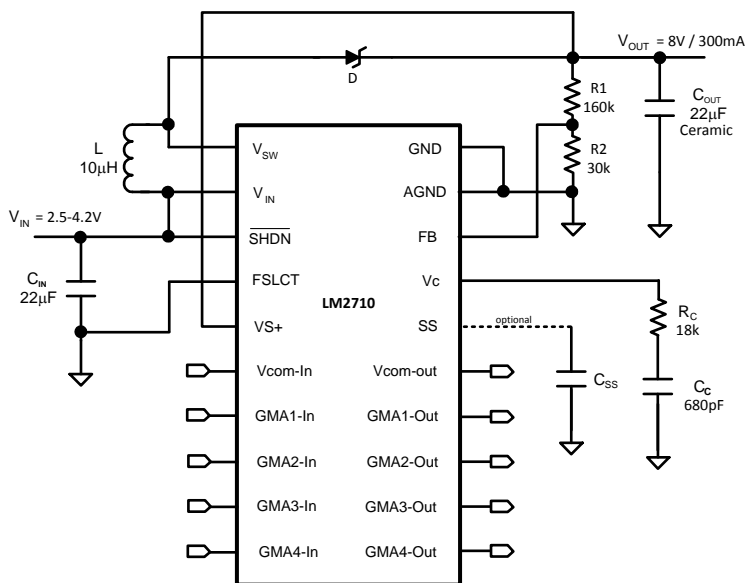 V_OUT = 8V / 300mA
D
R1
160k
C_OUT
22µF
Ceramic
L
10µH
V_SW
GND
R2
30k
V_IN
AGND
V_IN = 2.5-4.2V
SHDN
FB
C_IN
22µF
FSLCT
Vc
LM2710
R_C
18k
VS+
SS
optional
Vcom-In
Vcom-out
C_SS
C_C
680pF
GMA1-In
GMA1-Out
GMA2-In
GMA2-Out
GMA3-In
GMA3-Out
GMA4-In
GMA4-Out